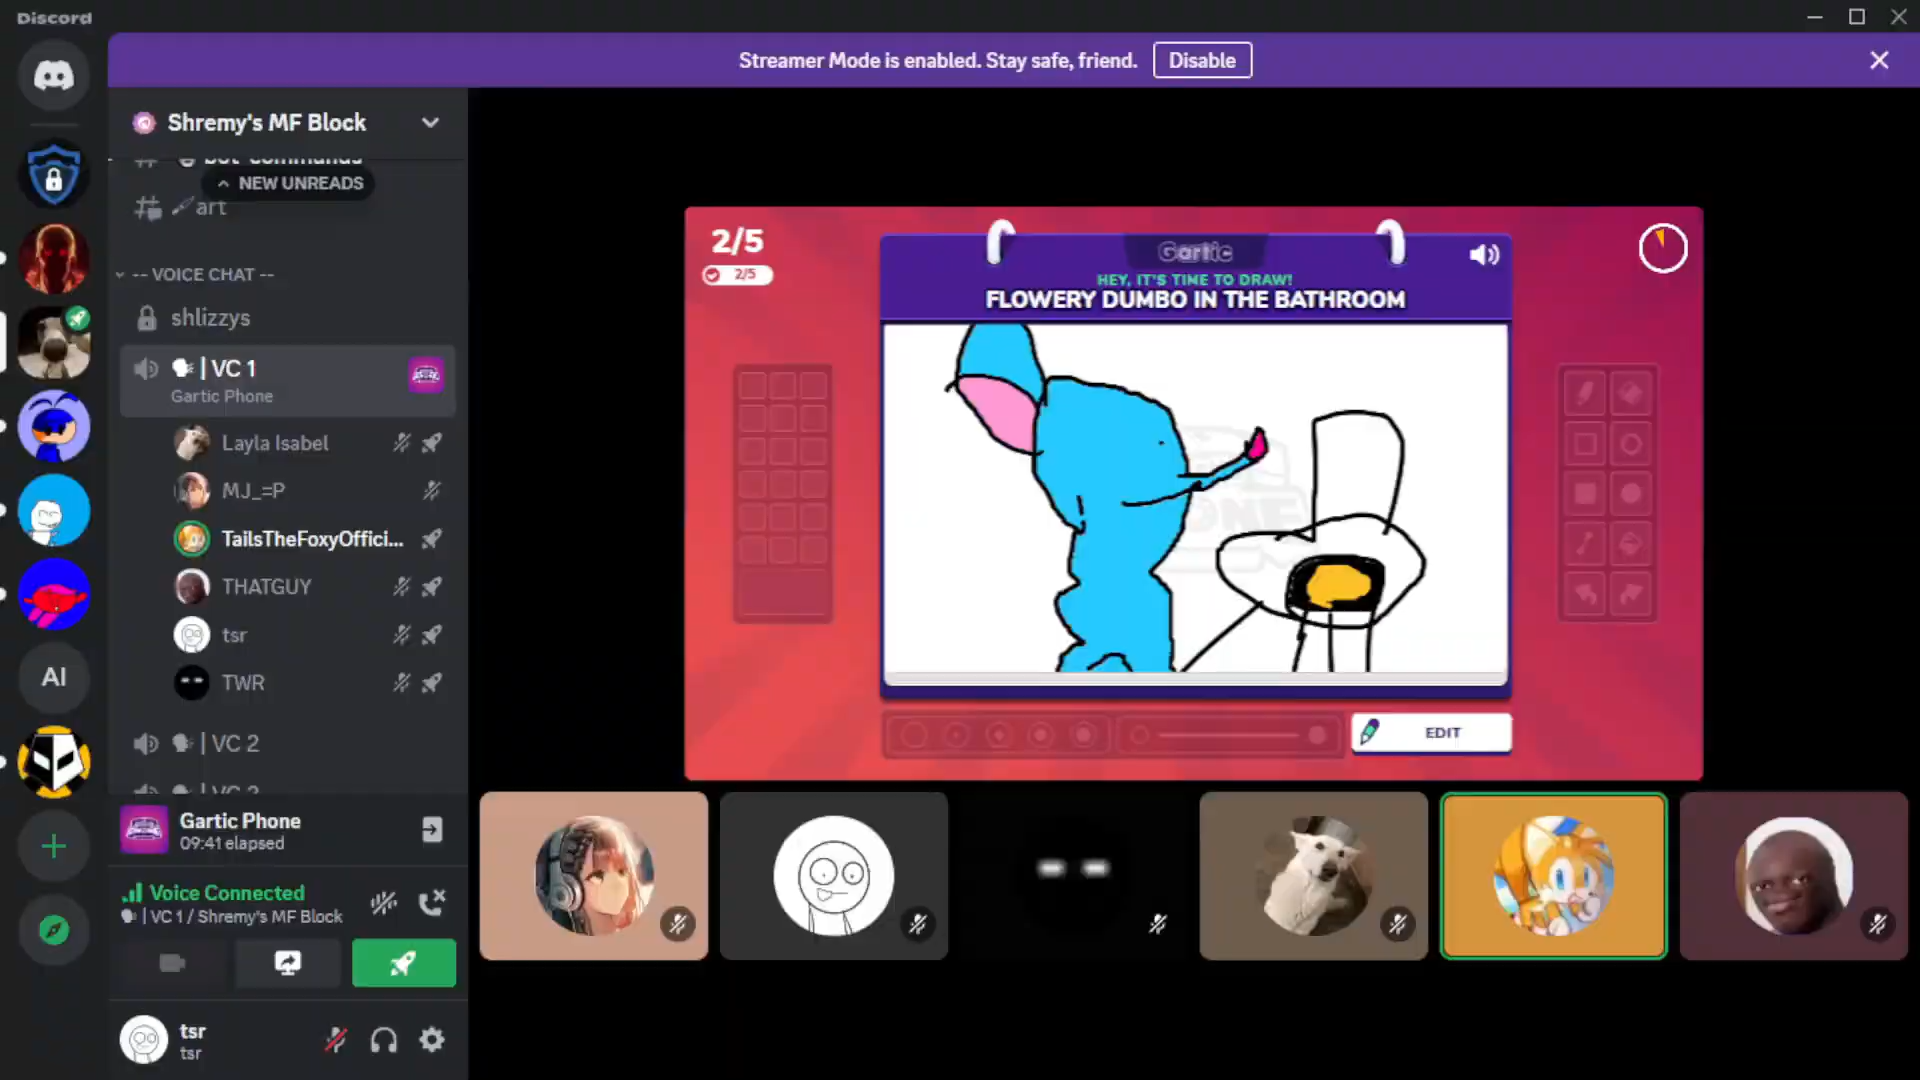 Discord
Streamer Mode is enabled. Stay safe, friend.
Disable
Shremy's MF Block
bot-commands
NEW UNREADS
art
-- VOICE CHAT --
shlizzys
| VC 1
Gartic Phone
Layla Isabel
MJ_=P
TailsTheFoxyOffici...
THATGUY
tsr
TWR
| VC 2
AI
Gartic Phone
09:41 elapsed
Voice Connected
| VC 1 / Shremy's MF Block
tsr
tsr
2/5
2/5
Gartic
HEY, IT'S TIME TO DRAW!
FLOWERY DUMBO IN THE BATHROOM
EDIT